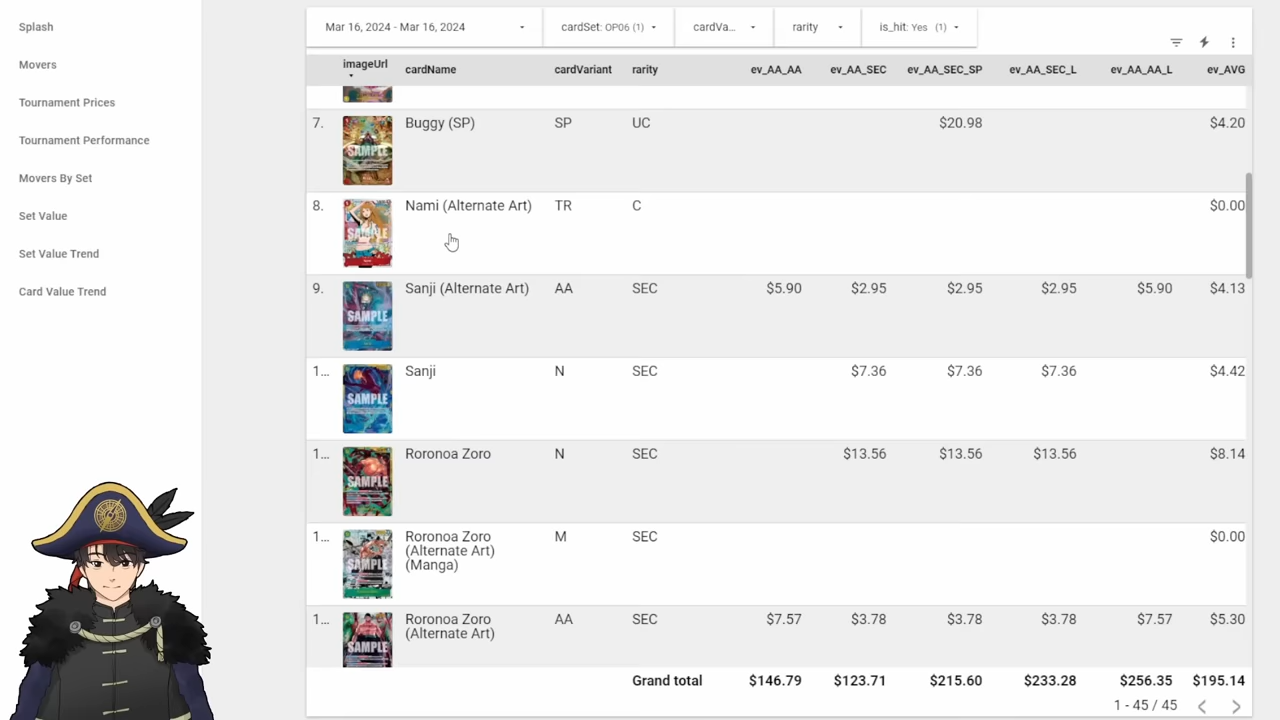 Splash
Movers
Tournament Prices
Tournament Performance
Movers By Set
Set Value
Set Value Trend
Card Value Trend
Mar 16, 2024 - Mar 16, 2024 cardSet: OP06 (1) cardVa... rarity is_hit: Yes (1)
imageUrl cardName cardVariant rarity ev_AA_AA ev_AA_SEC ev_AA_SEC_SP ev_AA_SEC_L ev_AA_AA_L ev_AVG
7. Buggy (SP) SP UC $20.98 $4.20
SAMPLE
8. Nami (Alternate Art) TR C $0.00
SAMPLE
9. Sanji (Alternate Art) AA SEC $5.90 $2.95 $2.95 $2.95 $5.90 $4.13
SAMPLE
1... Sanji N SEC $7.36 $7.36 $7.36 $4.42
SAMPLE
1... Roronoa Zoro N SEC $13.56 $13.56 $13.56 $8.14
SAMPLE
1... Roronoa Zoro M SEC $0.00
(Alternate Art)
(Manga)
SAMPLE
1... Roronoa Zoro AA SEC $7.57 $3.78 $3.78 $3.78 $7.57 $5.30
(Alternate Art)
SAMPLE
Grand total $146.79 $123.71 $215.60 $233.28 $256.35 $195.14
1 - 45 / 45